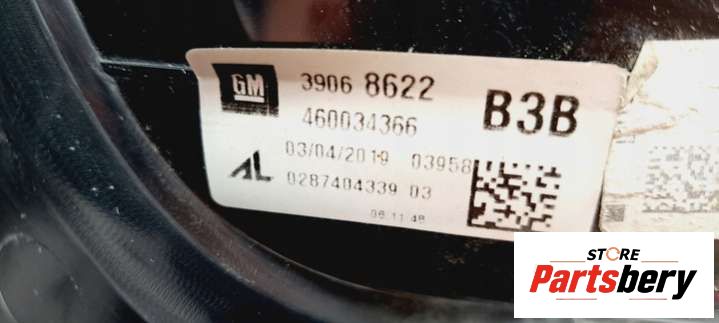 GM 3906 8622 B3B
460034366
03/04/2019 03958
AL 0287404339 03
06:11:48
STORE
Partsbery